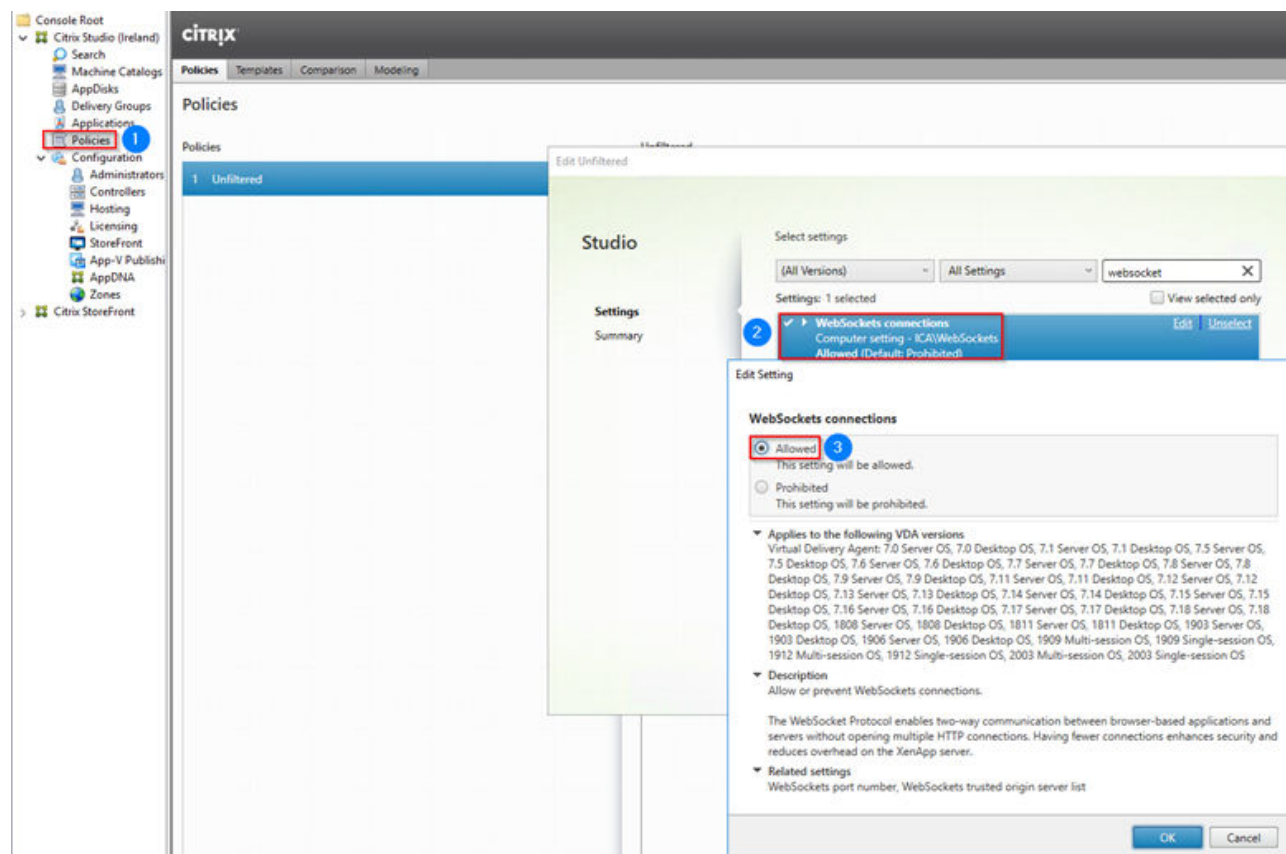 Console Root
Citrix Studio (Ireland)
Search
Machine Catalogs
AppDisks
Delivery Groups
Applications
Policies
1
Configuration
Administrators
Controllers
Hosting
Licensing
StoreFront
App-V Publishi
AppDNA
Zones
Citrix StoreFront
CİTRIX
Policies Templates Comparison Modeling
Policies
Policies
Unfiltered
1 Unfiltered
Edit Unfiltered
Studio
Settings
Summary
Select settings
(All Versions) All Settings websocket X
Settings: 1 selected View selected only
2
WebSockets connections Edit Unselect
Computer setting - ICA\WebSockets
Allowed (Default: Prohibited)
Edit Setting
WebSockets connections
Allowed 3
This setting will be allowed.
Prohibited
This setting will be prohibited.
Applies to the following VDA versions
Virtual Delivery Agent: 7.0 Server OS, 7.0 Desktop OS, 7.1 Server OS, 7.1 Desktop OS, 7.5 Server OS,
7.5 Desktop OS, 7.6 Server OS, 7.6 Desktop OS, 7.7 Server OS, 7.7 Desktop OS, 7.8 Server OS, 7.8
Desktop OS, 7.9 Server OS, 7.9 Desktop OS, 7.11 Server OS, 7.11 Desktop OS, 7.12 Server OS, 7.12
Desktop OS, 7.13 Server OS, 7.13 Desktop OS, 7.14 Server OS, 7.14 Desktop OS, 7.15 Server OS, 7.15
Desktop OS, 7.16 Server OS, 7.16 Desktop OS, 7.17 Server OS, 7.17 Desktop OS, 7.18 Server OS, 7.18
Desktop OS, 1808 Server OS, 1808 Desktop OS, 1811 Server OS, 1811 Desktop OS, 1903 Server OS,
1903 Desktop OS, 1906 Server OS, 1906 Desktop OS, 1909 Multi-session OS, 1909 Single-session OS,
1912 Multi-session OS, 1912 Single-session OS, 2003 Multi-session OS, 2003 Single-session OS
Description
Allow or prevent WebSockets connections.
The WebSocket Protocol enables two-way communication between browser-based applications and
servers without opening multiple HTTP connections. Having fewer connections enhances security and
reduces overhead on the XenApp server.
Related settings
WebSockets port number, WebSockets trusted origin server list
OK Cancel